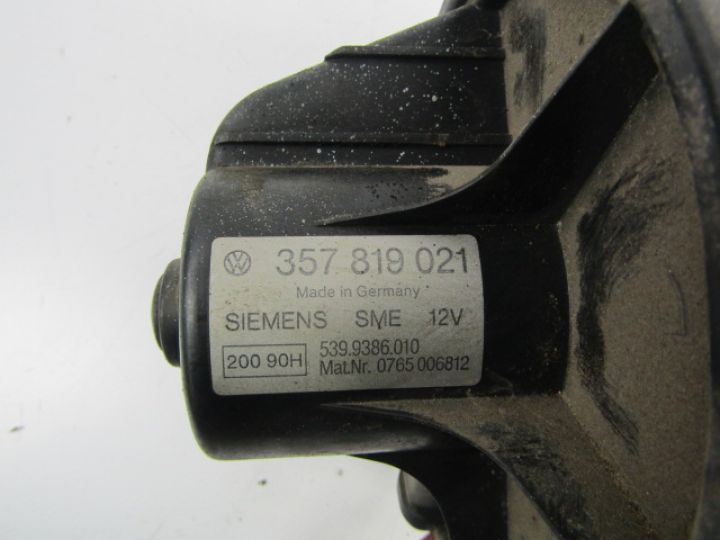 357 819 021
Made in Germany
SIEMENS SME 12V
200 90H
539.9386.010
Mat.Nr. 0765 006812